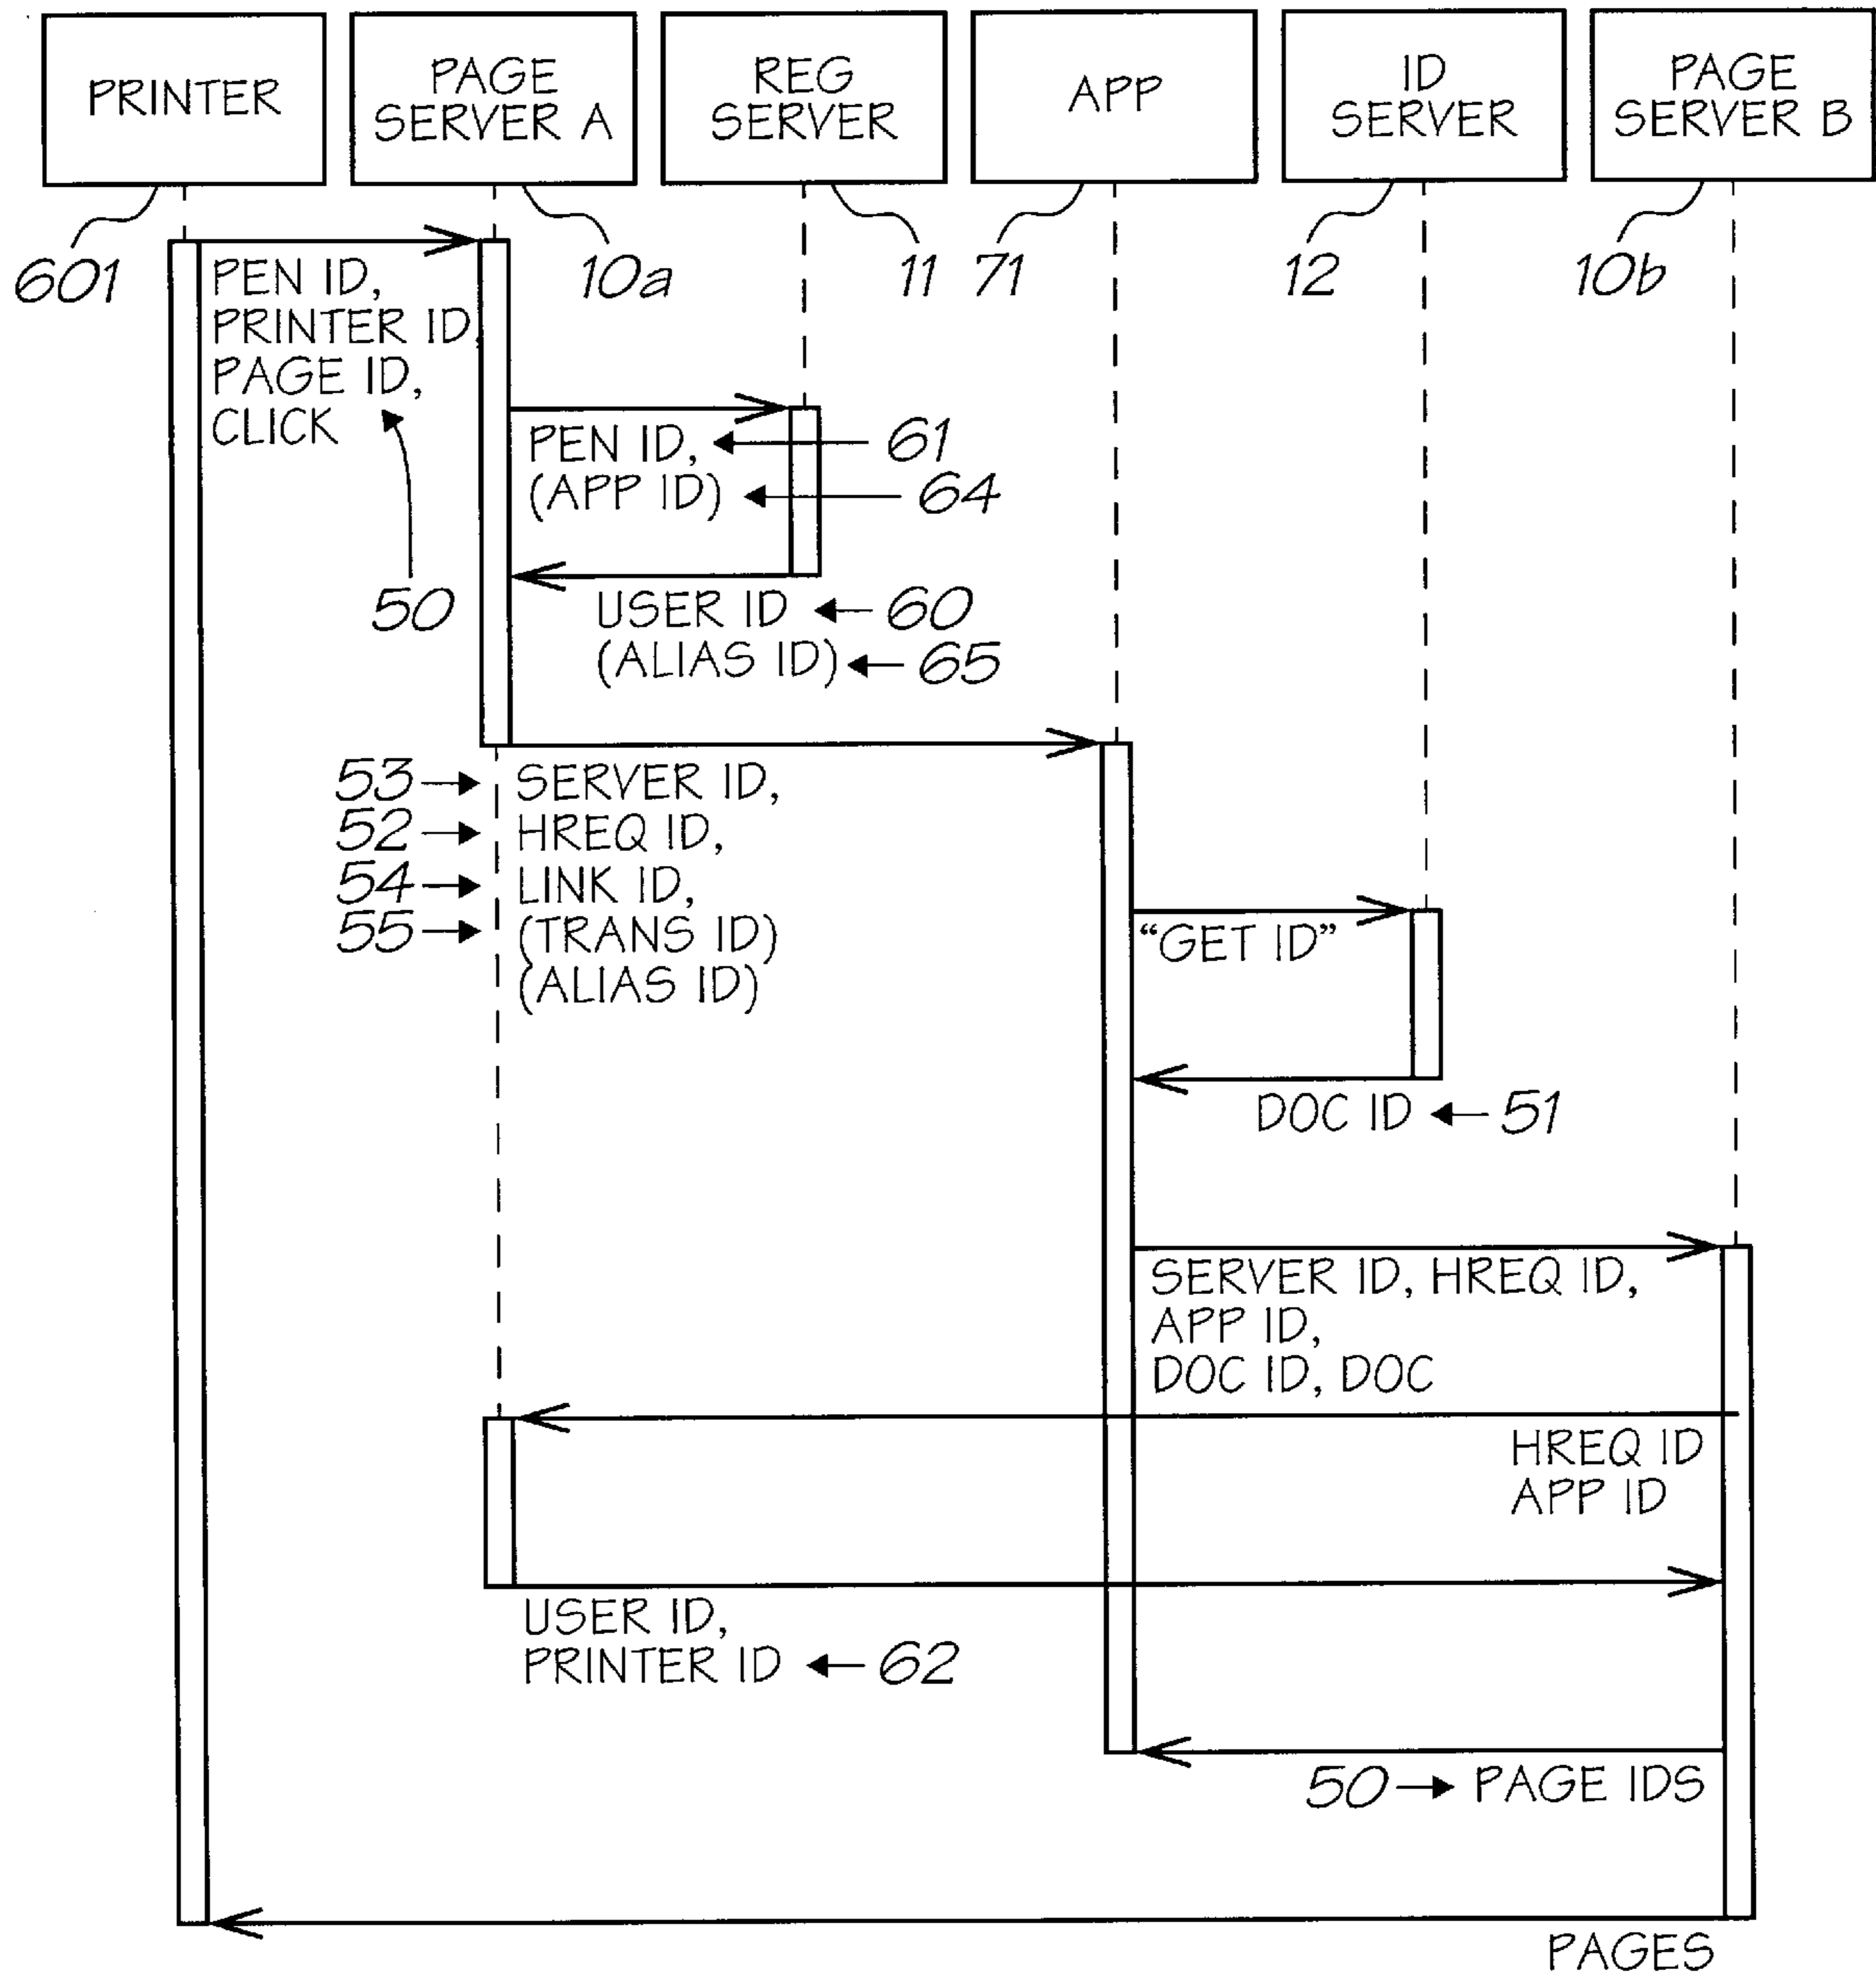 PRINTER
PAGE
SERVER A
REG
SERVER
APP
ID
SERVER
PAGE
SERVER B
601
10a
11
71
12
10b
PEN ID,
PRINTER ID
PAGE ID,
CLICK
50
PEN ID,
(APP ID)
61
64
USER ID
(ALIAS ID)
60
65
53
52
54
55
SERVER ID,
HREQ ID,
LINK ID,
(TRANS ID)
(ALIAS ID)
“GET ID”
DOC ID
51
SERVER ID, HREQ ID,
APP ID,
DOC ID, DOC
HREQ ID
APP ID
USER ID,
PRINTER ID
62
50
PAGE IDS
PAGES